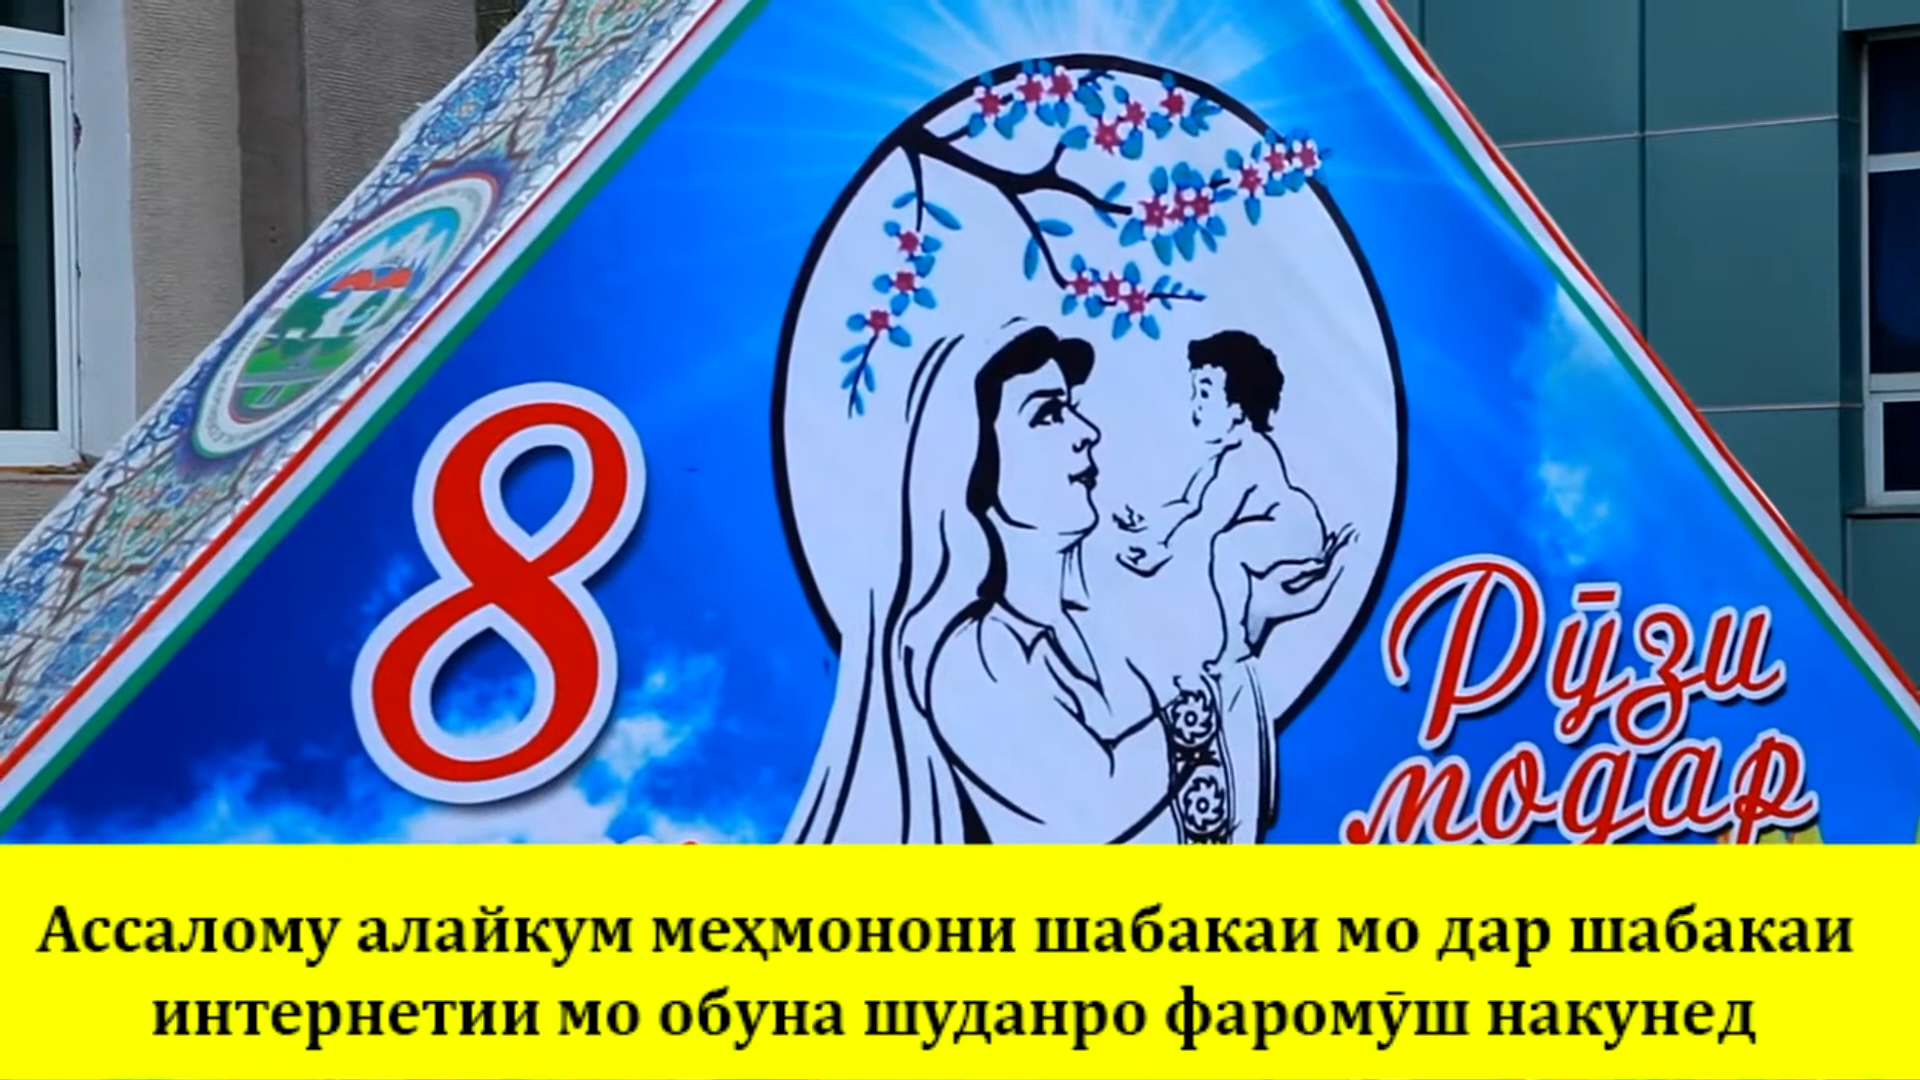 8
Рӯзи
модар
Ассалому алайкум меҳмонони шабакаи мо дар шабакаи
интернетии мо обуна шуданро фаромӯш накунед